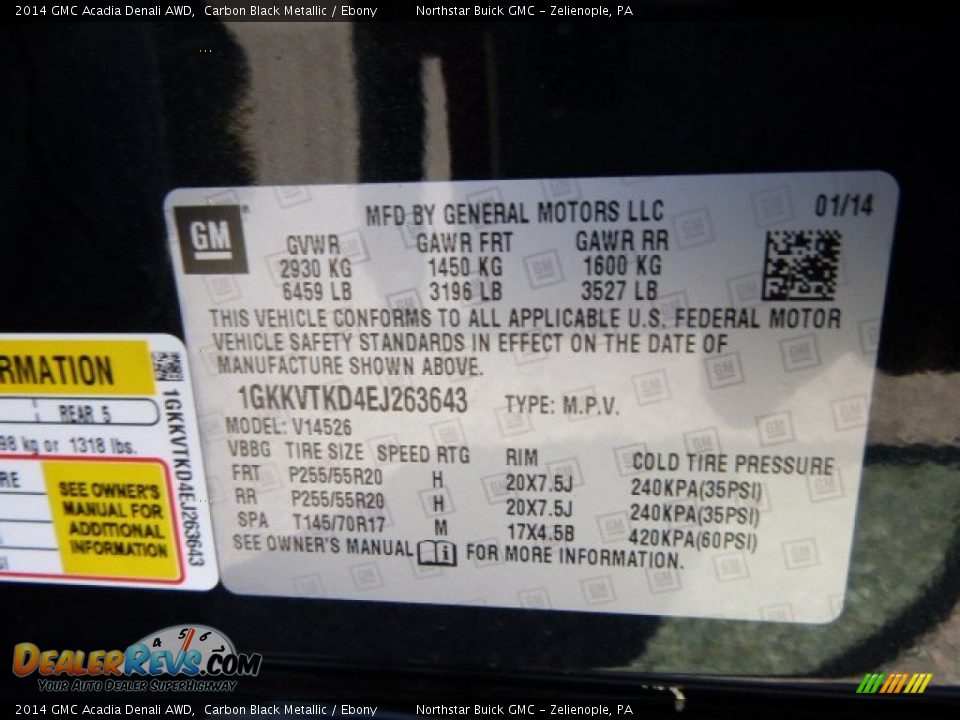 2014 GMC Acadia Denali AWD, Carbon Black Metallic / Ebony Northstar Buick GMC - Zelienople, PA
GM
MFD BY GENERAL MOTORS LLC 01/14
GVWR GAWR FRT GAWR RR
2930 KG 1450 KG 1600 KG
6459 LB 3196 LB 3527 LB
THIS VEHICLE CONFORMS TO ALL APPLICABLE U.S. FEDERAL MOTOR
VEHICLE SAFETY STANDARDS IN EFFECT ON THE DATE OF
MANUFACTURE SHOWN ABOVE.
1GKKVTKD4EJ263643 TYPE: M.P.V.
MODEL: V14526
VBBG TIRE SIZE SPEED RTG RIM COLD TIRE PRESSURE
FRT P255/55R20 H 20X7.5J 240KPA(35PSI)
RR P255/55R20 H 20X7.5J 240KPA(35PSI)
SPA T145/70R17 M 17X4.5B 420KPA(60PSI)
SEE OWNER'S MANUAL FOR MORE INFORMATION.
RMATION
REAR 5
98 kg or 1318 lbs.
RE
SEE OWNER'S
MANUAL FOR
ADDITIONAL
INFORMATION
1GKKVTKD4EJ263643
DealerRevs.com
Your Auto Dealer SuperHighway
2014 GMC Acadia Denali AWD, Carbon Black Metallic / Ebony Northstar Buick GMC - Zelienople, PA